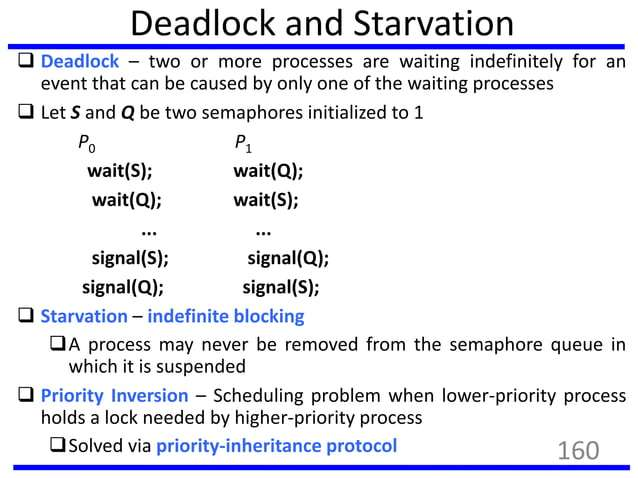 Deadlock and Starvation
❑ Deadlock – two or more processes are waiting indefinitely for an
event that can be caused by only one of the waiting processes
❑ Let S and Q be two semaphores initialized to 1
P0 P1
wait(S); wait(Q);
wait(Q); wait(S);
... ...
signal(S); signal(Q);
signal(Q); signal(S);
❑ Starvation – indefinite blocking
❑A process may never be removed from the semaphore queue in
which it is suspended
❑ Priority Inversion – Scheduling problem when lower-priority process
holds a lock needed by higher-priority process
❑Solved via priority-inheritance protocol
160